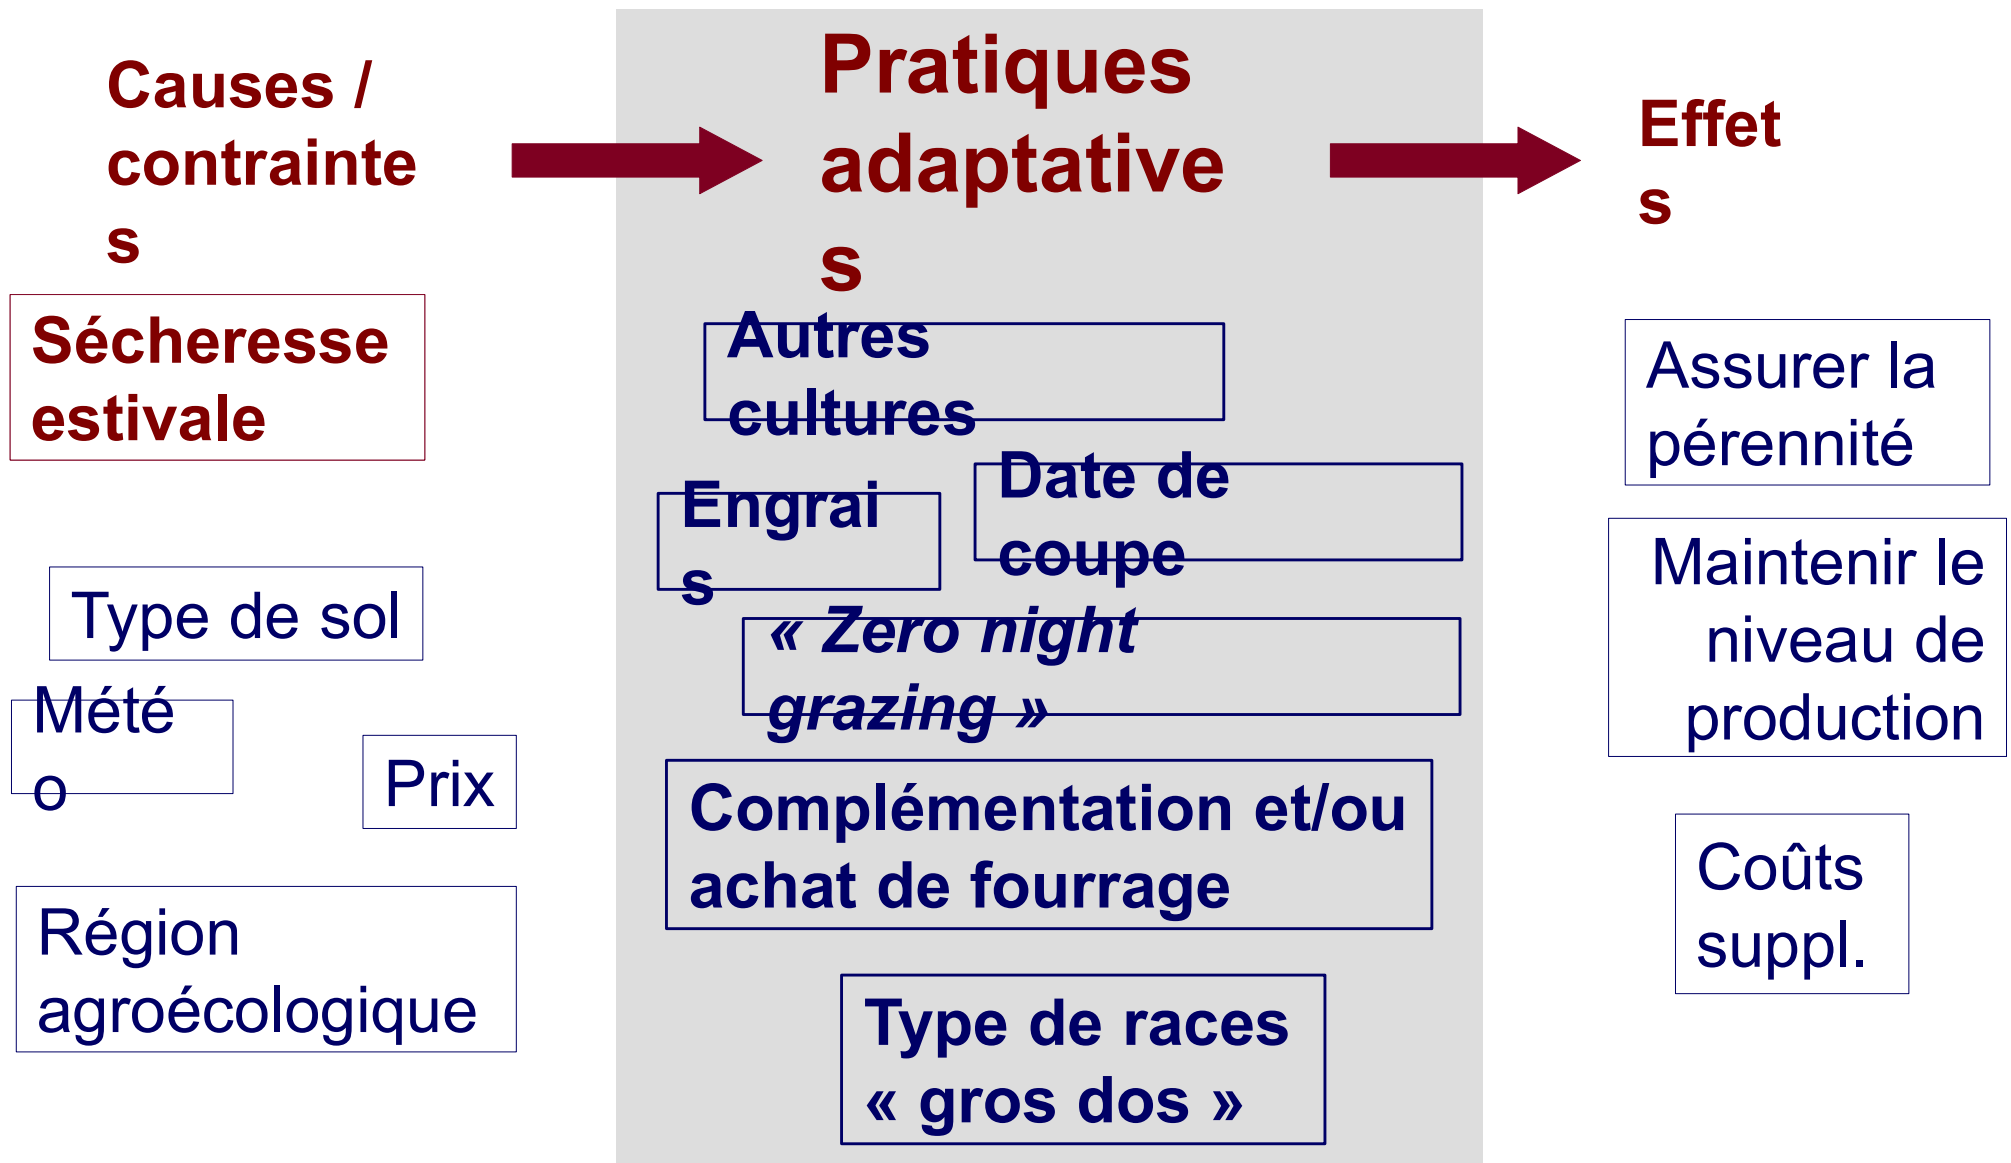 Causes /
contrainte
s
Sécheresse
estivale
Type de sol
Mété
o
Prix
Région
agroécologique
Pratiques
adaptative
s
Autres
cultures
Engrai
s
Date de
coupe
« Zero night
grazing »
Complémentation et/ou
achat de fourrage
Type de races
« gros dos »
Effet
s
Assurer la
pérennité
Maintenir le
niveau de
production
Coûts
suppl.